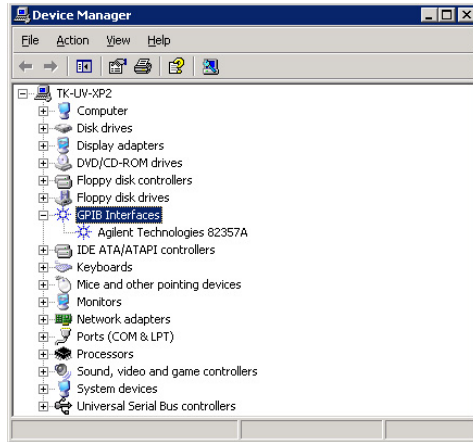 Device Manager
File Action View Help
TK-UV-XP2
Computer
Disk drives
Display adapters
DVD/CD-ROM drives
Floppy disk controllers
Floppy disk drives
GPIB Interfaces
Agilent Technologies 82357A
IDE ATA/ATAPI controllers
Keyboards
Mice and other pointing devices
Monitors
Network adapters
Ports (COM & LPT)
Processors
Sound, video and game controllers
System devices
Universal Serial Bus controllers